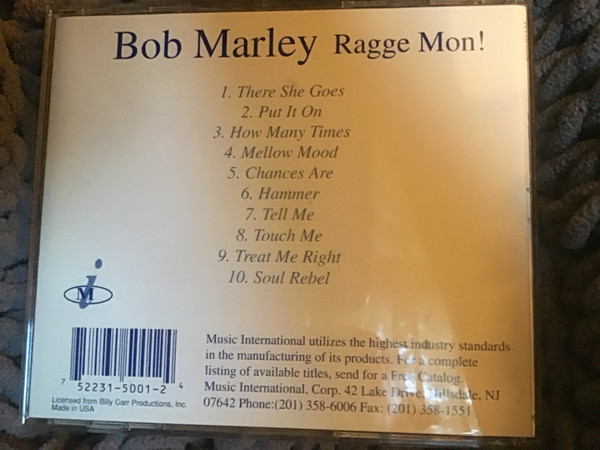 Bob Marley Ragge Mon!
1. There She Goes
2. Put It On
3. How Many Times
4. Mellow Mood
5. Chances Are
6. Hammer
7. Tell Me
8. Touch Me
9. Treat Me Right
10. Soul Rebel
i
M
7 52231-5001-2 4
Licensed from Billy Carr Productions, Inc.
Made in USA
Music International utilizes the highest industry standards
in the manufacturing of its products. For a complete
listing of available titles, send for a Free Catalog.
Music International, Corp. 42 Lake Drive, Hillsdale, NJ
07642 Phone:(201) 358-6006 Fax: (201) 358-1551